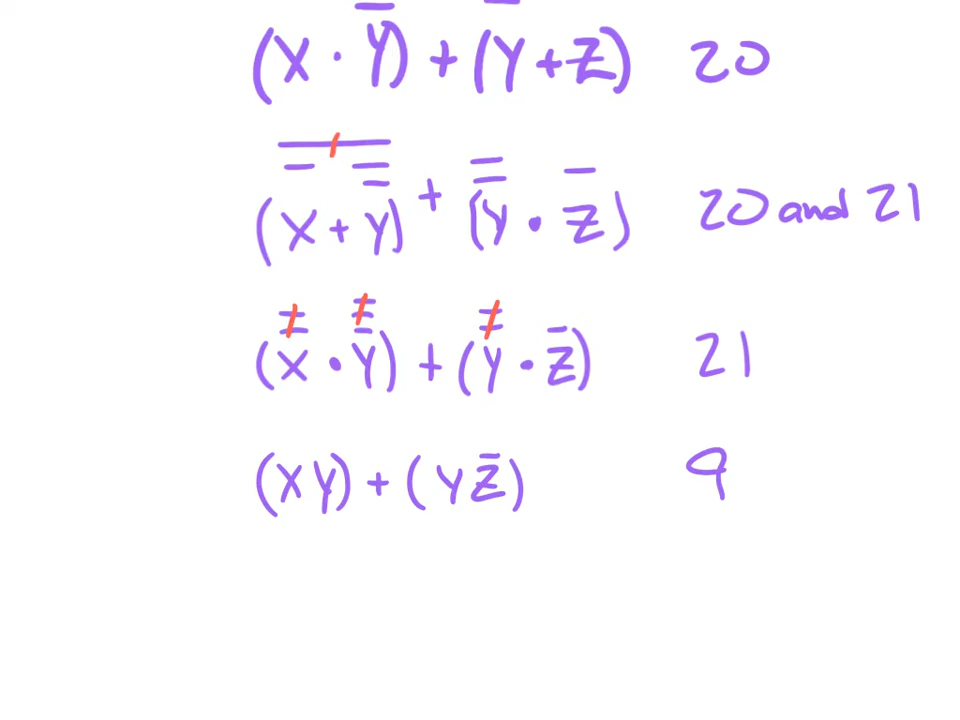 (X · Y̅) + (Y̅ + Z) 20
(X̅ + Y̿̅) + (Y̿ · Z̅) 20 and 21
(X̿ · Y̿̅) + (Y̿ · Z̅) 21
(XY) + (YZ̅) 9